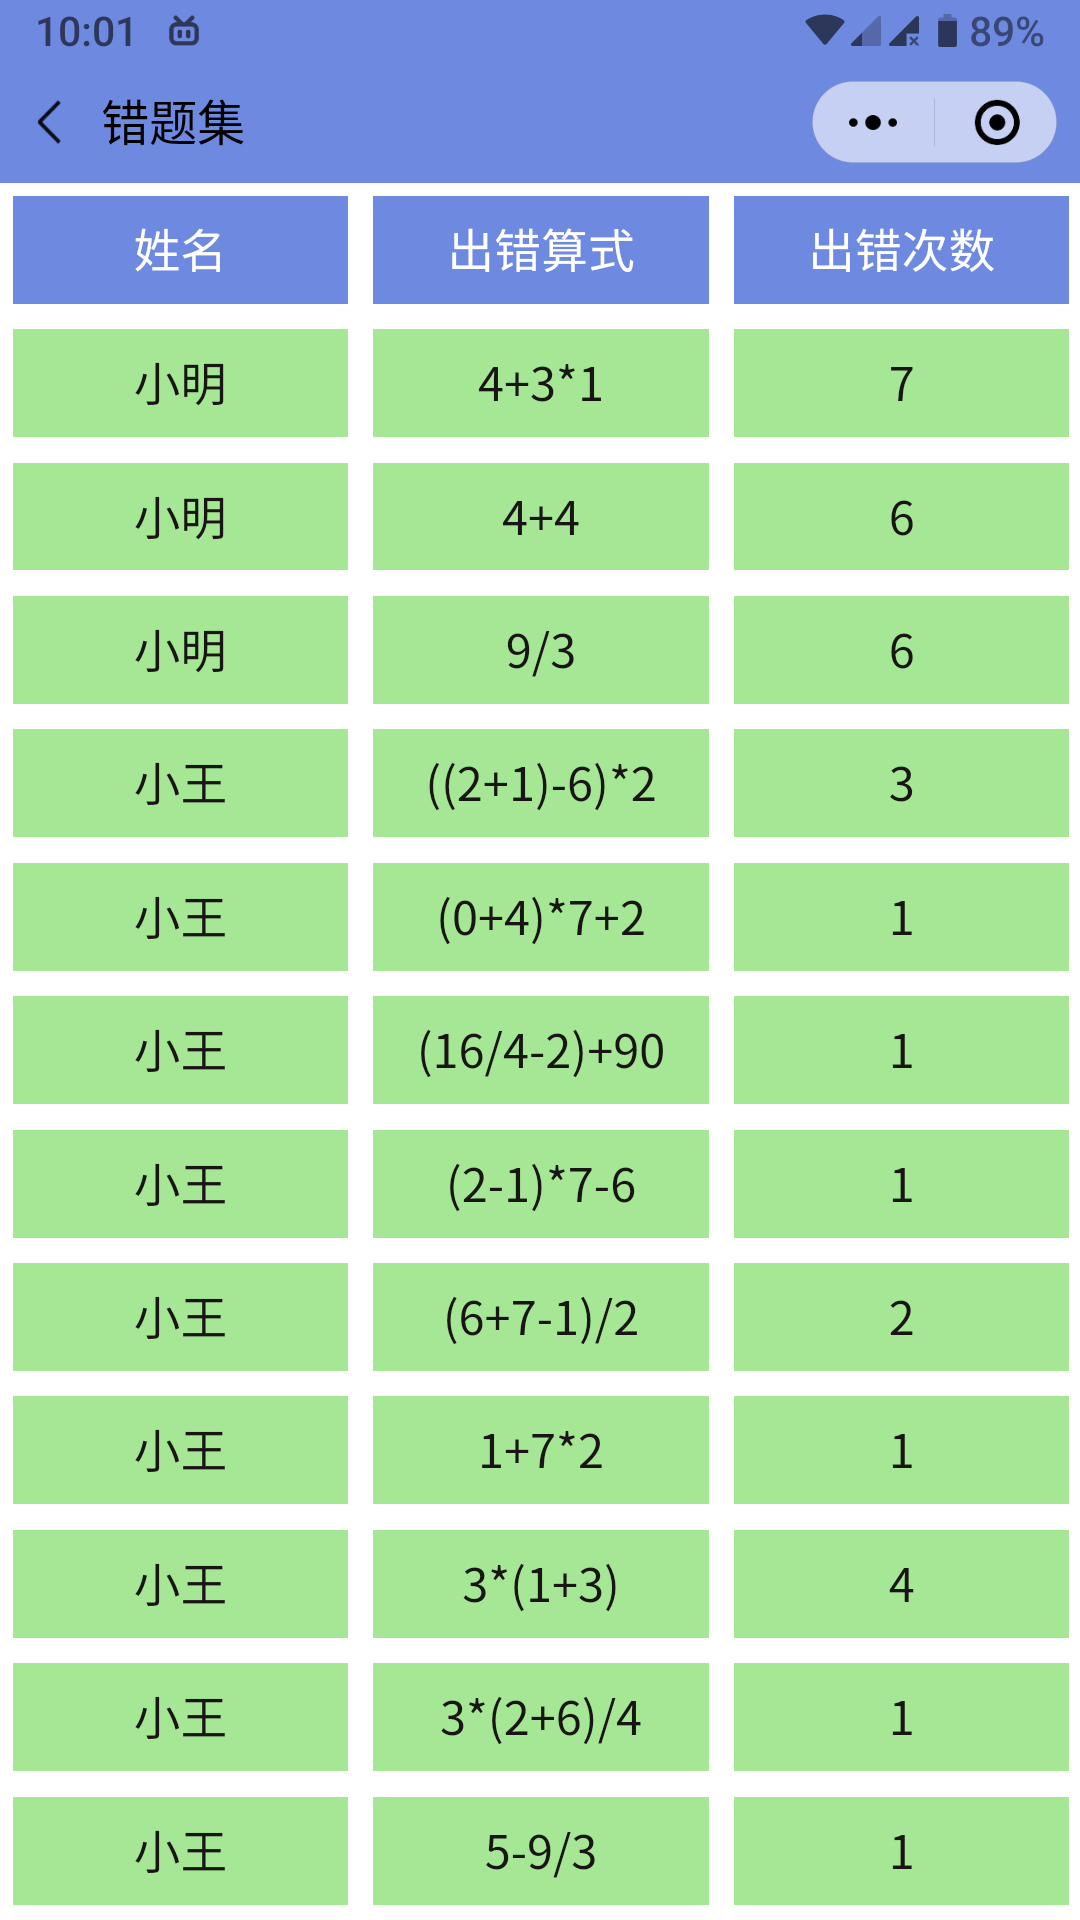 10:01 89%
错题集
姓名 出错算式 出错次数
小明 4+3*1 7
小明 4+4 6
小明 9/3 6
小王 ((2+1)-6)*2 3
小王 (0+4)*7+2 1
小王 (16/4-2)+90 1
小王 (2-1)*7-6 1
小王 (6+7-1)/2 2
小王 1+7*2 1
小王 3*(1+3) 4
小王 3*(2+6)/4 1
小王 5-9/3 1